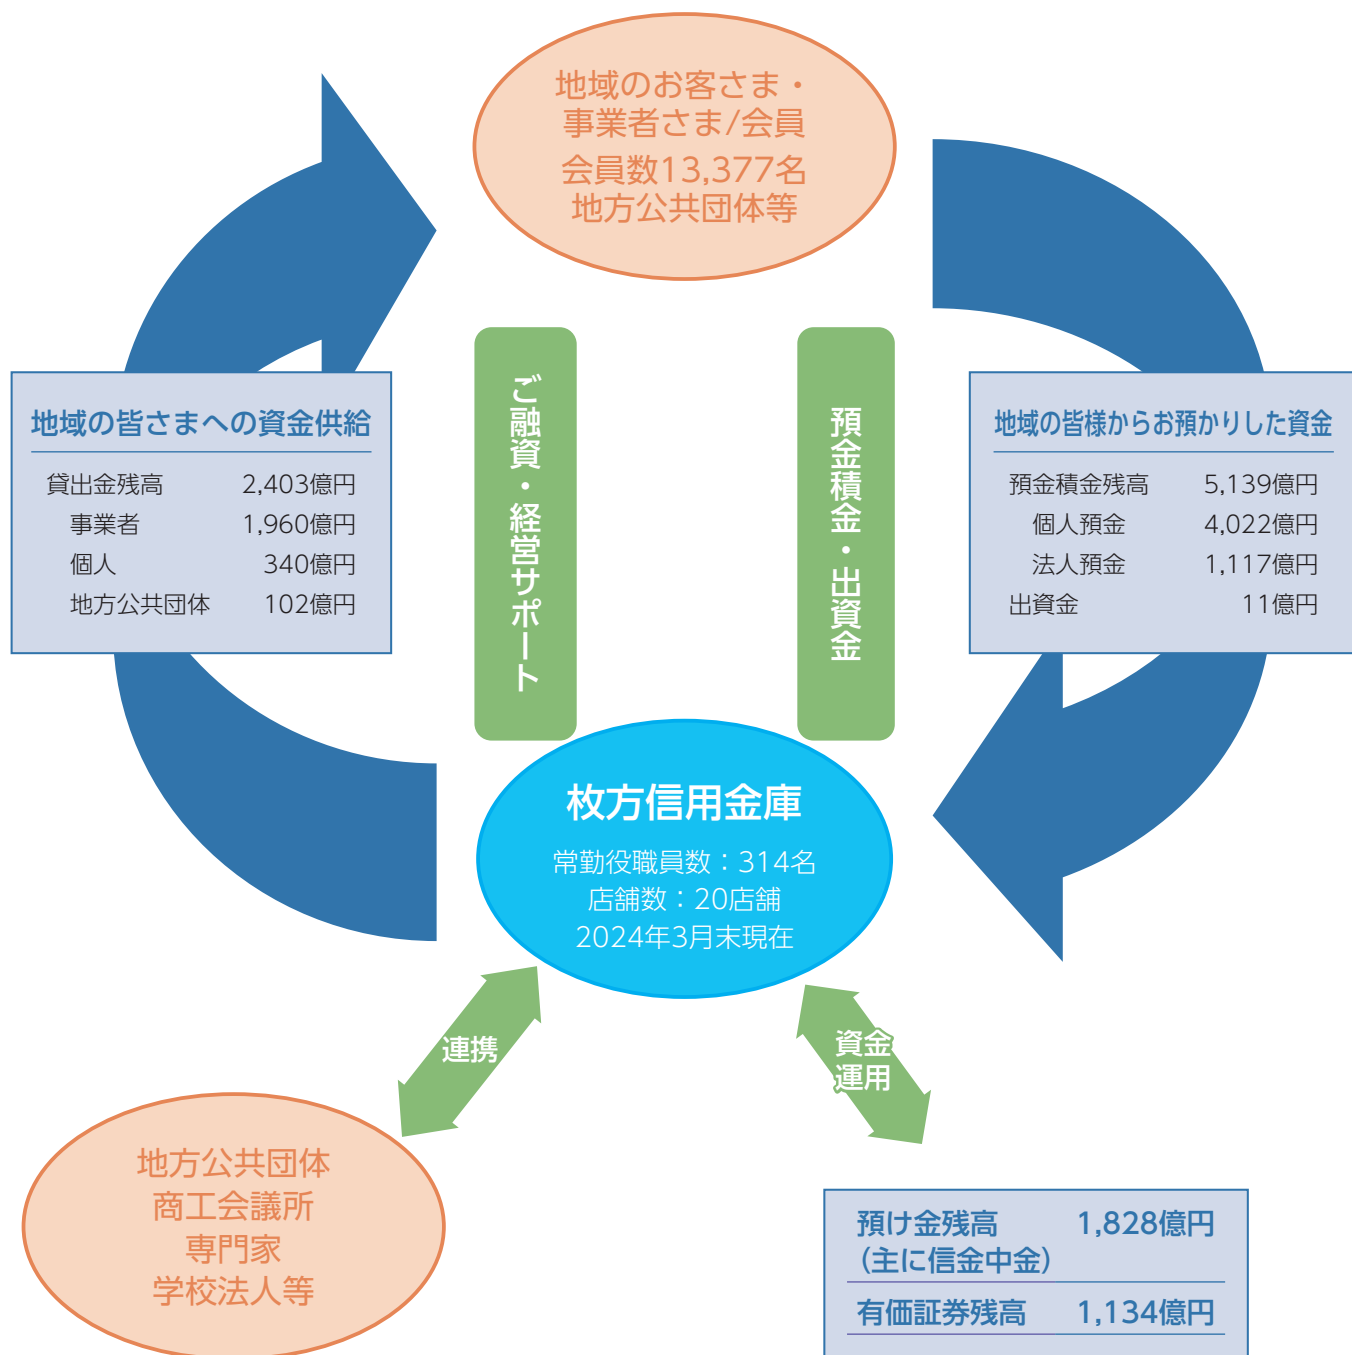 地域のお客さま・
事業者さま/会員
会員数13,377名
地方公共団体等
地域の皆さまへの資金供給
貸出金残高 2,403億円
事業者 1,960億円
個人 340億円
地方公共団体 102億円
ご融資・経営サポート
預金積金・出資金
地域の皆様からお預かりした資金
預金積金残高 5,139億円
個人預金 4,022億円
法人預金 1,117億円
出資金 11億円
枚方信用金庫
常勤役職員数：314名
店舗数：20店舗
2024年3月末現在
連携
資金
運用
地方公共団体
商工会議所
専門家
学校法人等
預け金残高 1,828億円
（主に信金中金）
有価証券残高 1,134億円